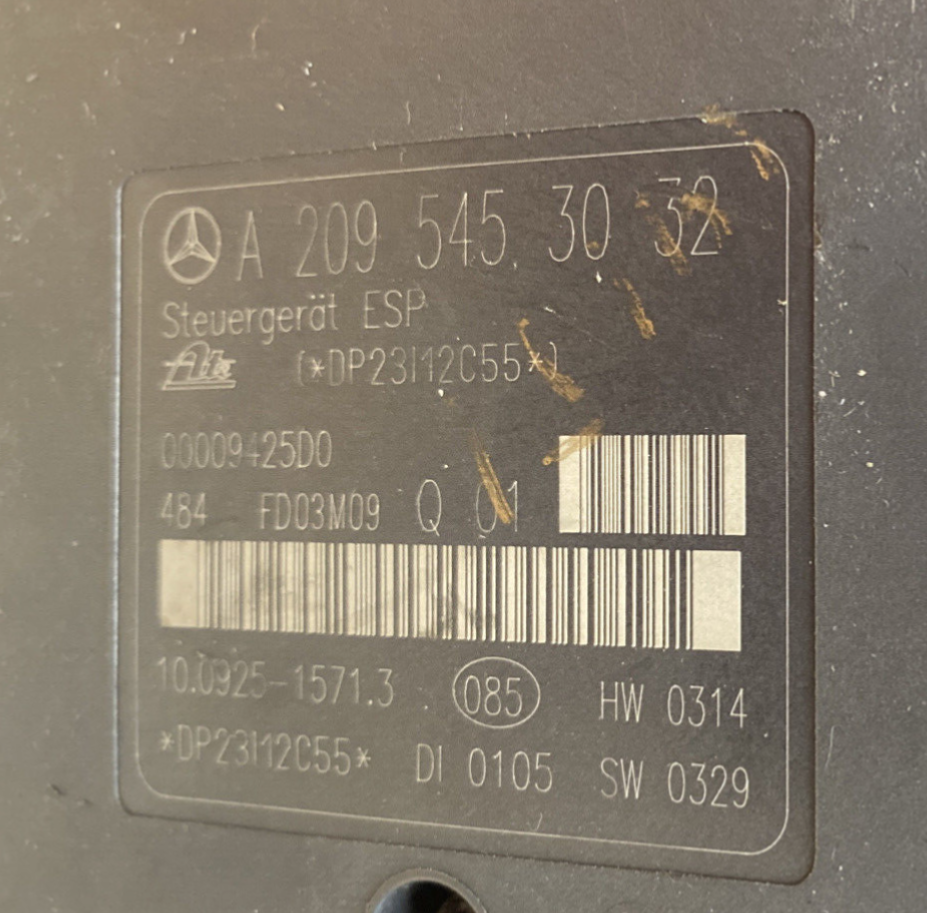 A 209 545 30 32
Steuergerät ESP
Ate (*DP23I12C55*)
00009425D0
484 FD03M09 Q 01
10.0925-1571.3 085 HW 0314
*DP23I12C55* DI 0105 SW 0329